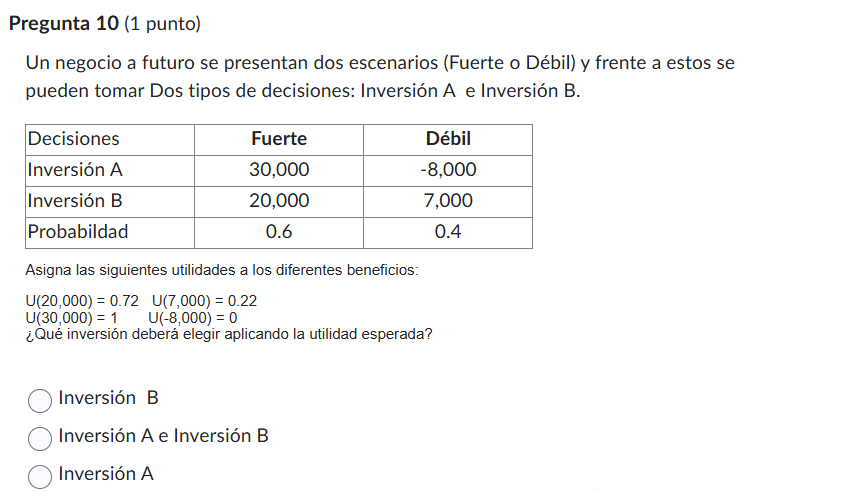 Pregunta 10 (1 punto)
Un negocio a futuro se presentan dos escenarios (Fuerte o Débil) y frente a estos se
pueden tomar Dos tipos de decisiones: Inversión A e Inversión B.
Decisiones Fuerte Débil
Inversión A 30,000 -8,000
Inversión B 20,000 7,000
Probabildad 0.6 0.4
Asigna las siguientes utilidades a los diferentes beneficios:
U(20,000) = 0.72 U(7,000) = 0.22
U(30,000) = 1 U(-8,000) = 0
¿Qué inversión deberá elegir aplicando la utilidad esperada?
Inversión B
Inversión A e Inversión B
Inversión A